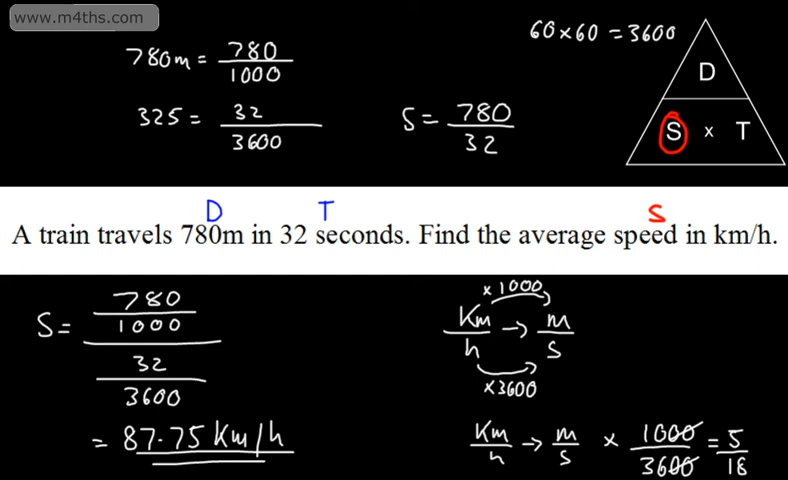 www.m4ths.com
60 × 60 = 3600
780m = 780/1000
32S = 32/3600
S = 780/32
D
S × T
D T S
A train travels 780m in 32 seconds. Find the average speed in km/h.
S = 780/1000 / 32/3600
= 87.75 Km/h
×1000
Km/h → m/s
×3600
Km/h → m/s × 1000/3600 = 5/18